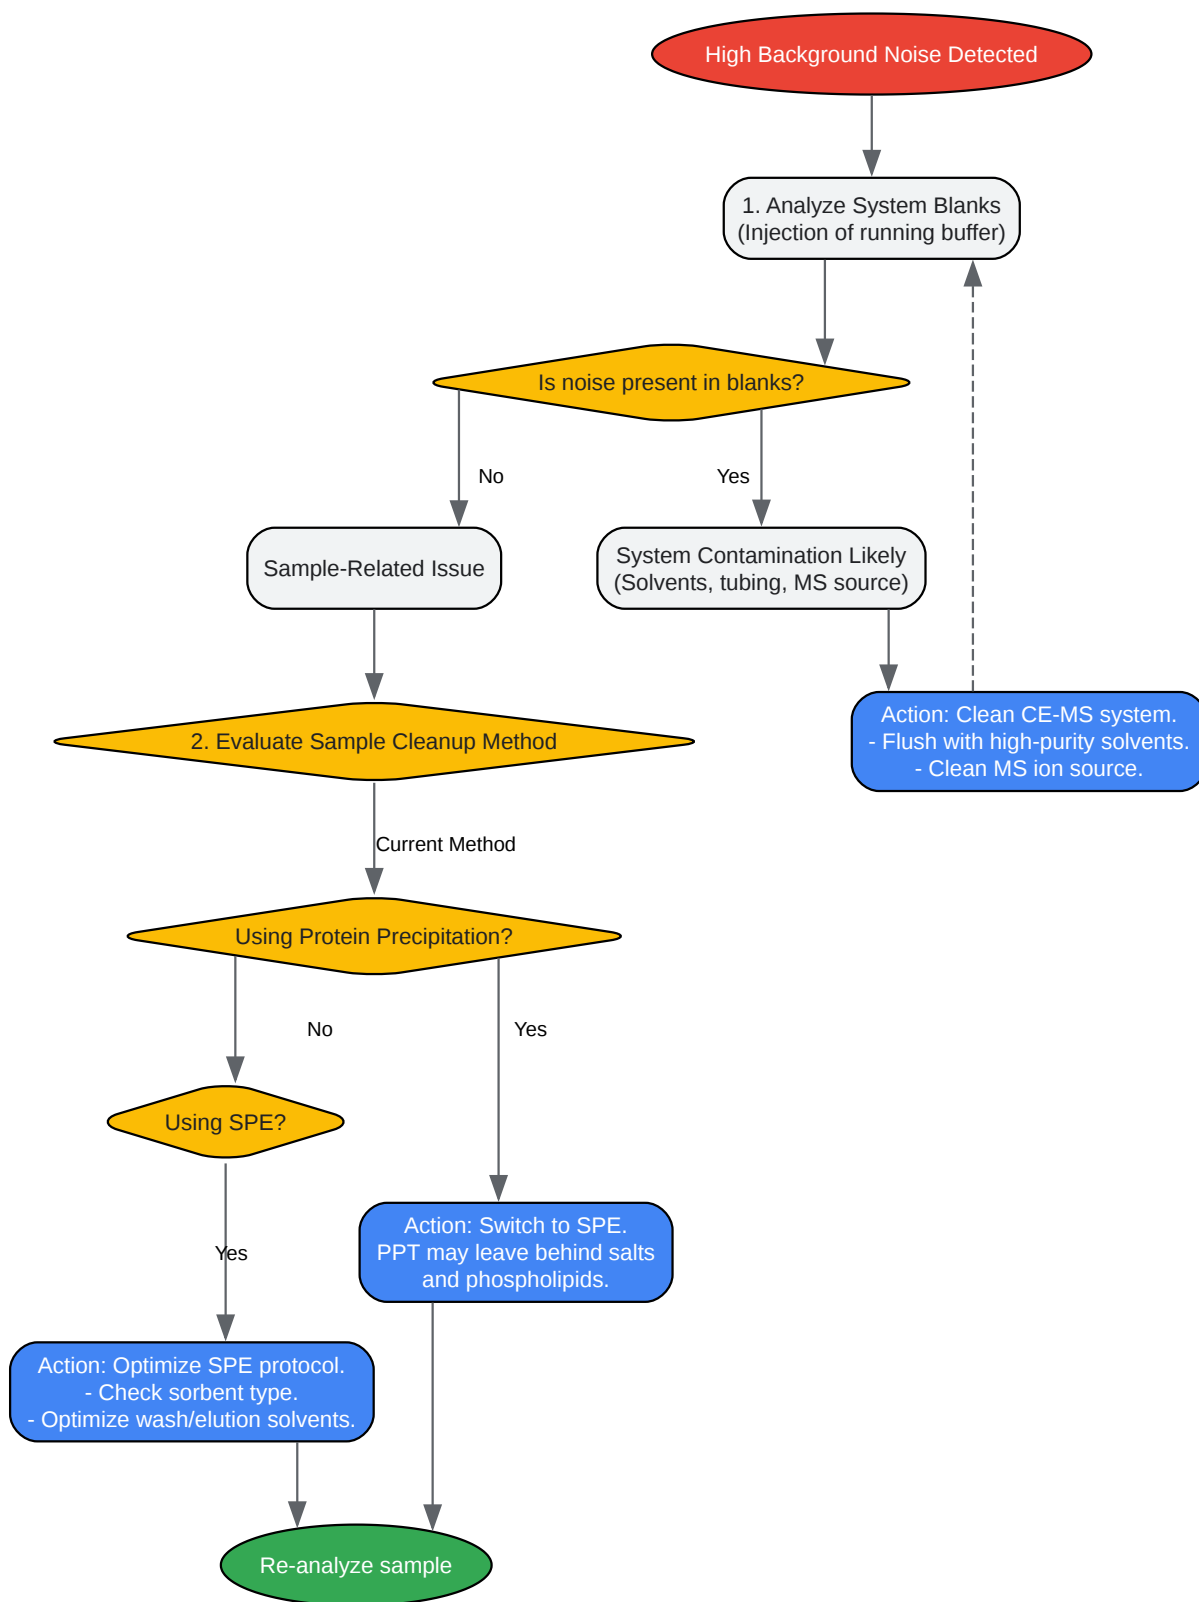 High Background Noise Detected
1. Analyze System Blanks
(Injection of running buffer)
Is noise present in blanks?
No
Yes
Sample-Related Issue
System Contamination Likely
(Solvents, tubing, MS source)
Action: Clean CE-MS system.
- Flush with high-purity solvents.
- Clean MS ion source.
2. Evaluate Sample Cleanup Method
Current Method
Using Protein Precipitation?
No
Yes
Using SPE?
Yes
Action: Switch to SPE.
PPT may leave behind salts
and phospholipids.
Action: Optimize SPE protocol.
- Check sorbent type.
- Optimize wash/elution solvents.
Re-analyze sample